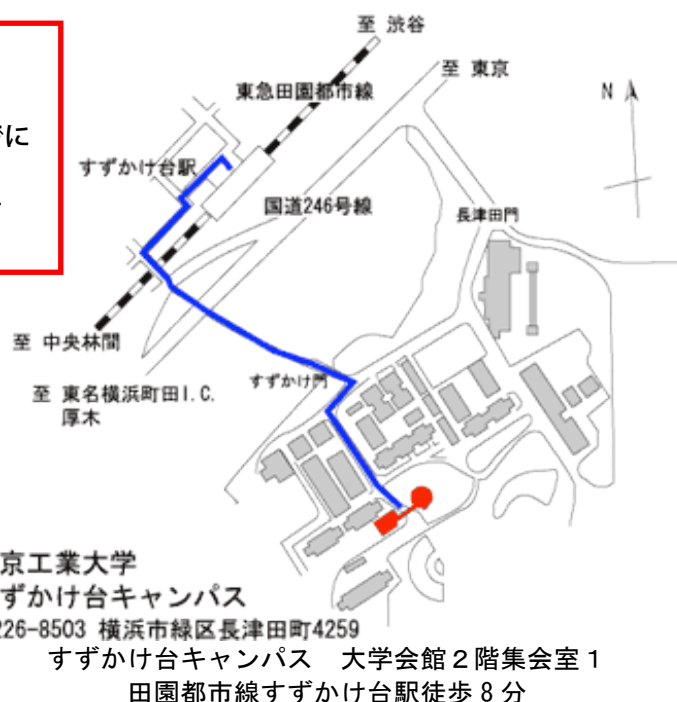 至 渋谷
東急田園都市線
至 東京
N
に
すずかけ台駅
国道246号線
長津田門
至 中央林間
すずかけ門
至 東名横浜町田I.C.
厚木
京工業大学
ずかけ台キャンパス
226-8503 横浜市緑区長津田町4259
すずかけ台キャンパス 大学会館２階集会室１
田園都市線すずかけ台駅徒歩８分